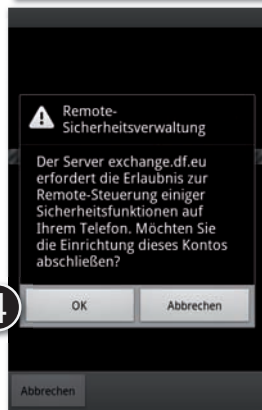 Remote-
Sicherheitsverwaltung
Der Server exchange.df.eu
erfordert die Erlaubnis zur
Remote-Steuerung einiger
Sicherheitsfunktionen auf
Ihrem Telefon. Möchten Sie
die Einrichtung dieses Kontos
abschließen?
4
OK Abbrechen
Abbrechen